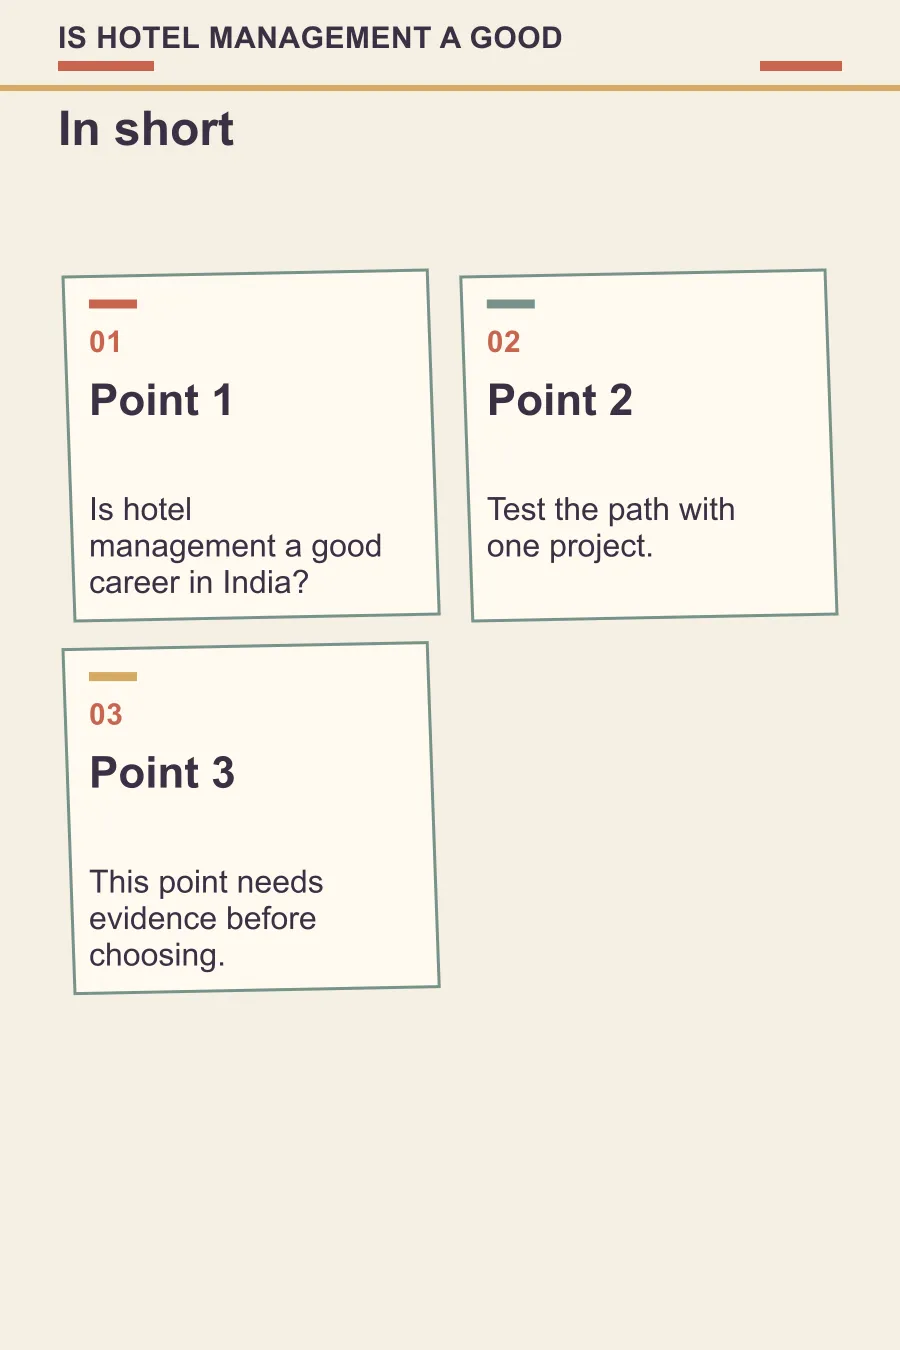 IS HOTEL MANAGEMENT A GOOD
In short
01
Point 1
Is hotel
management a good
career in India?
02
Point 2
Test the path with
one project.
03
Point 3
This point needs
evidence before
choosing.